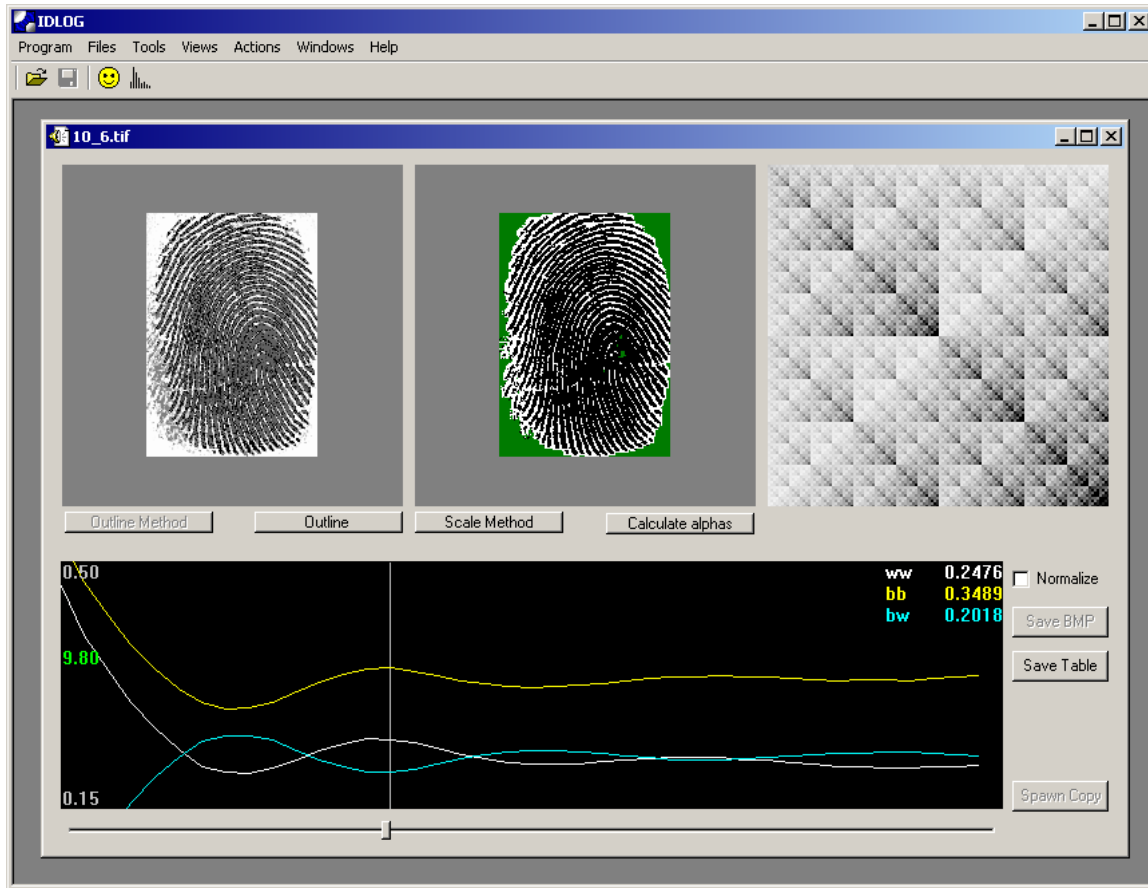 IDLOG
Program Files Tools Views Actions Windows Help
10_6.tif
Outline Method Outline Scale Method Calculate alphas
0.50 ww 0.2476
bb 0.3489
bw 0.2018
9.80
0.15
Normalize
Save BMP
Save Table
Spawn Copy